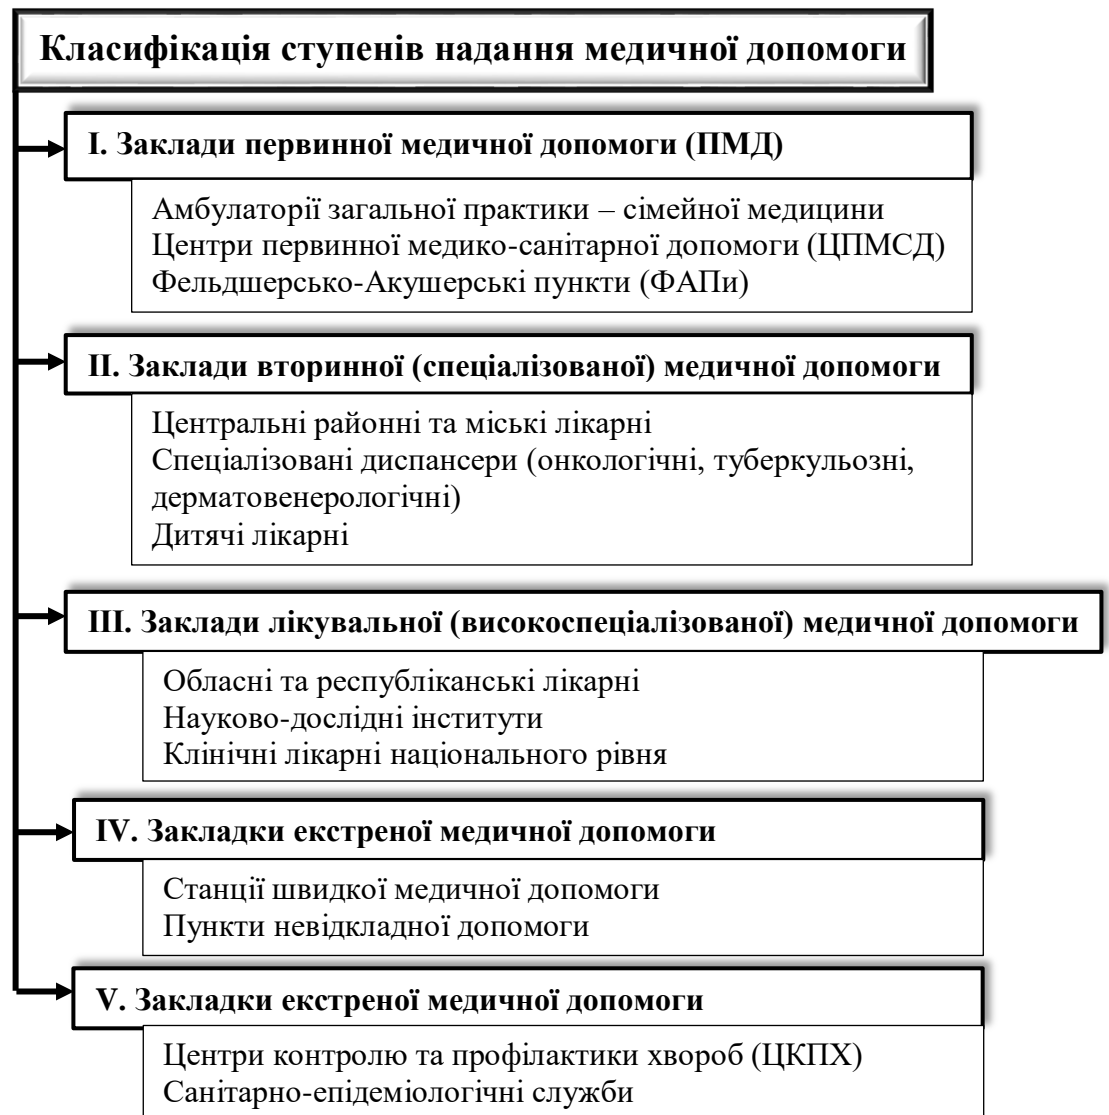 Класифікація ступенів надання медичної допомоги
I. Заклади первинної медичної допомоги (ПМД)
Амбулаторії загальної практики – сімейної медицини
Центри первинної медико-санітарної допомоги (ЦПМСД)
Фельдшерсько-Акушерські пункти (ФАПи)
II. Заклади вторинної (спеціалізованої) медичної допомоги
Центральні районні та міські лікарні
Спеціалізовані диспансери (онкологічні, туберкульозні,
дерматовенерологічні)
Дитячі лікарні
III. Заклади лікувальної (високоспеціалізованої) медичної допомоги
Обласні та республіканські лікарні
Науково-дослідні інститути
Клінічні лікарні національного рівня
IV. Закладки екстреної медичної допомоги
Станції швидкої медичної допомоги
Пункти невідкладної допомоги
V. Закладки екстреної медичної допомоги
Центри контролю та профілактики хвороб (ЦКПХ)
Санітарно-епідеміологічні служби